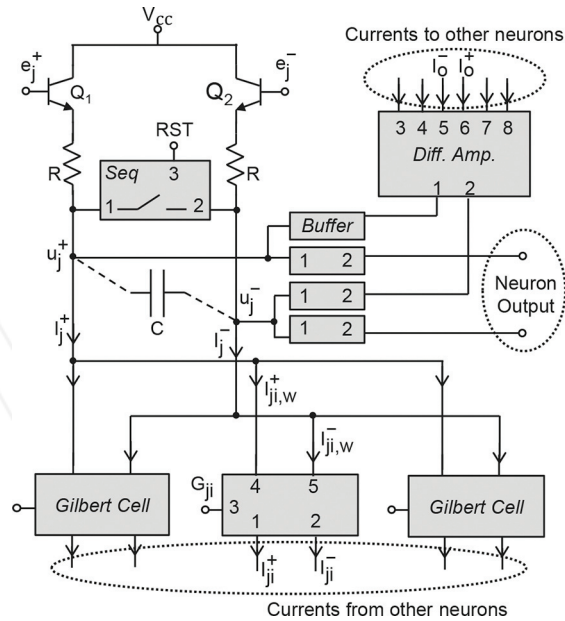 V_CC
e_j^+
e_j^-
Q_1
Q_2
Currents to other neurons
I_o^- I_o^+
3 4 5 6 7 8
Diff. Amp.
1 2
RST
R
Seq
3
1 2
R
Buffer
u_j^+
1 2
1 2
1 2
Neuron
Output
C
u_j^-
I_j^+
I_j^-
I_ji,W^+
I_ji,W^-
Gilbert Cell
G_ji
4 5
3
1 2
Gilbert Cell
I_ji^+
I_ji^-
Currents from other neurons